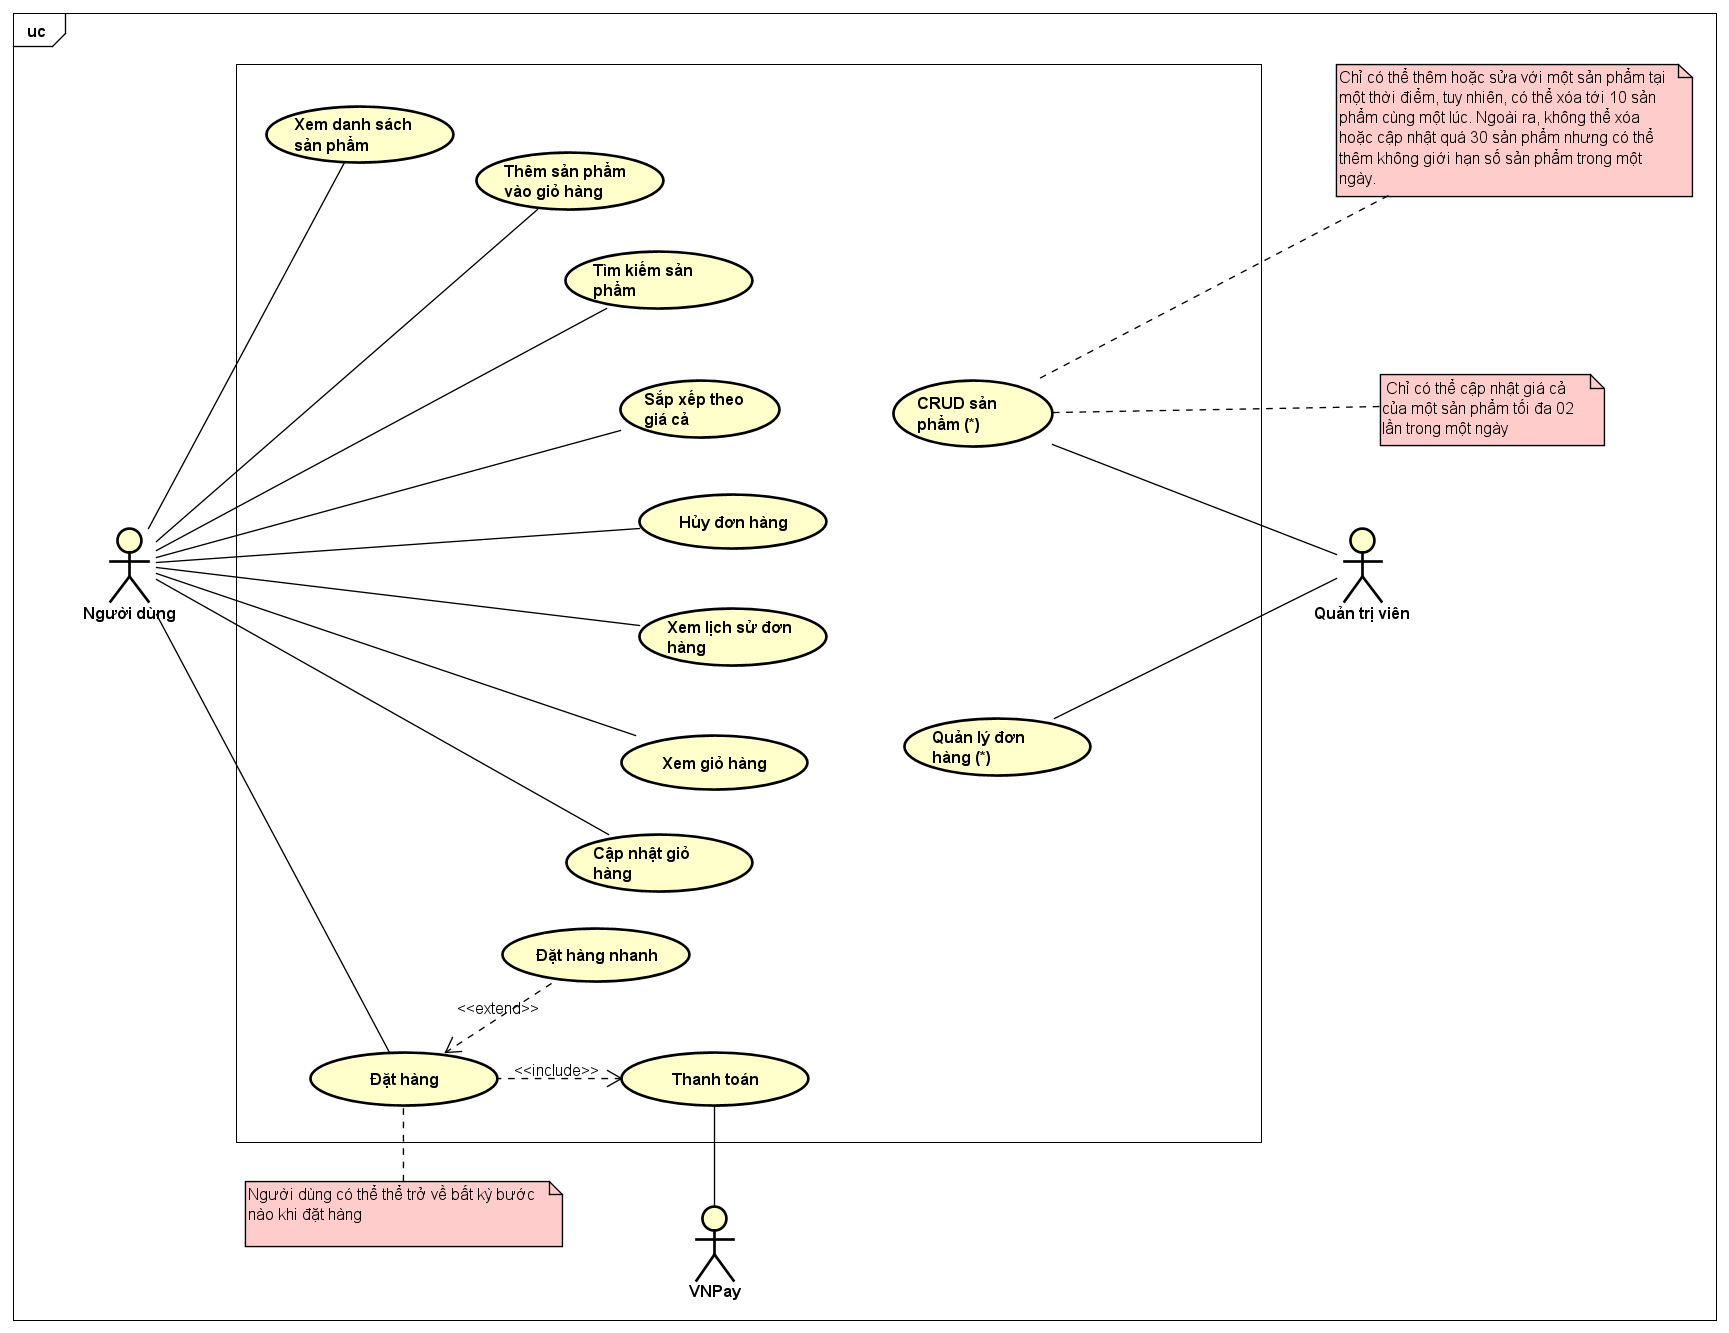 uc
Chỉ có thể thêm hoặc sửa với một sản phẩm tại
một thời điểm, tuy nhiên, có thể xóa tới 10 sản
phẩm cùng một lúc. Ngoài ra, không thể xóa
hoặc cập nhật quá 30 sản phẩm nhưng có thể
thêm không giới hạn số sản phẩm trong một
ngày.
Xem danh sách
sản phẩm
Thêm sản phẩm
vào giỏ hàng
Tìm kiếm sản
phẩm
Sắp xếp theo
giá cả
CRUD sản
phẩm (*)
Chỉ có thể cập nhật giá cả
của một sản phẩm tối đa 02
lần trong một ngày
Hủy đơn hàng
Người dùng
Quản trị viên
Xem lịch sử đơn
hàng
Xem giỏ hàng
Quản lý đơn
hàng (*)
Cập nhật giỏ
hàng
Đặt hàng nhanh
<<extend>>
Đặt hàng
<<include>>
Thanh toán
Người dùng có thể thể trở về bất kỳ bước
nào khi đặt hàng
VNPay